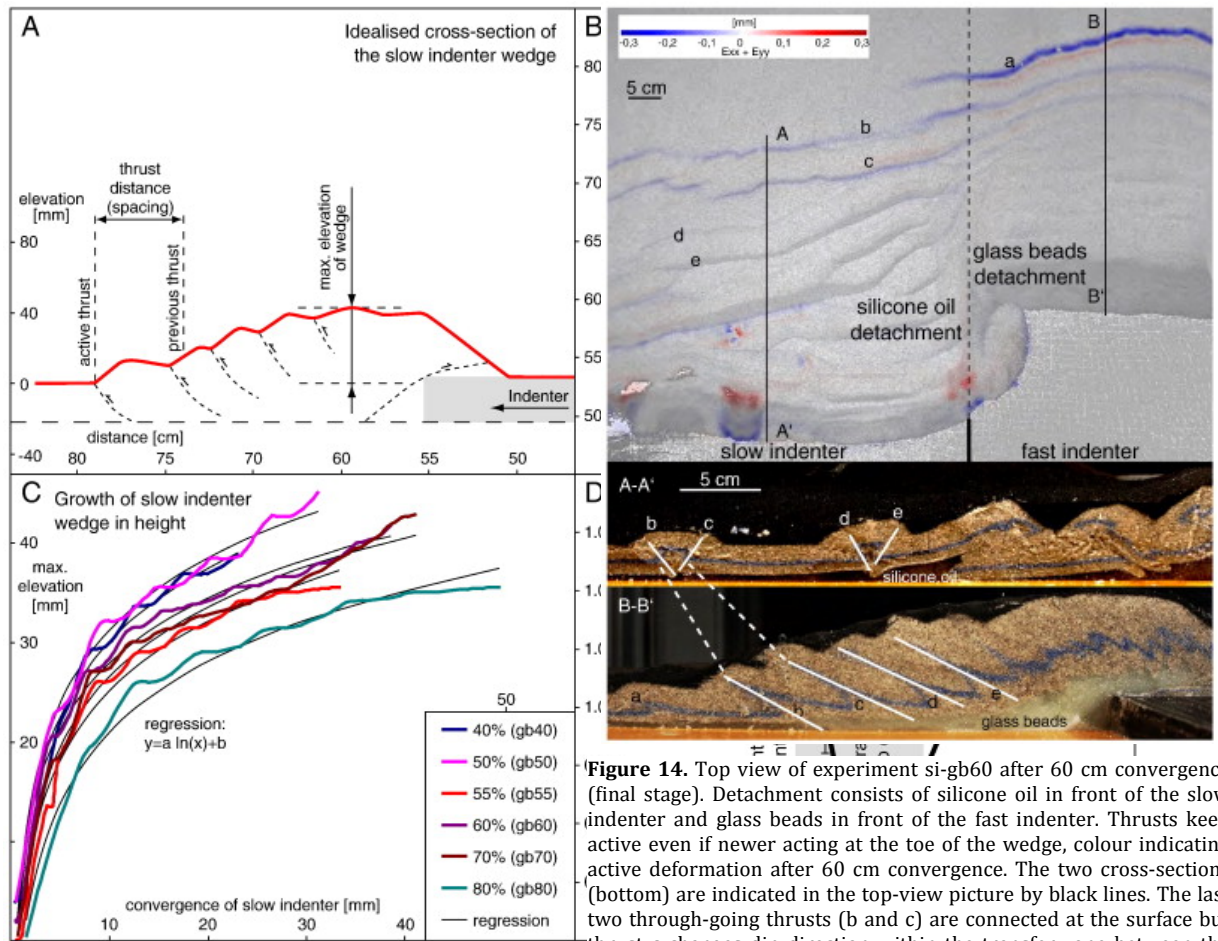 A
Idealised cross-section of
the slow indenter wedge
thrust
distance
(spacing)
elevation
[mm]
80
40
0
-40
active thrust
previous thrust
max. elevation
of wedge
Indenter
distance [cm]
80 75 70 65 60 55 50
B
80
75
70
65
60
55
50
[mm]
-0,3 -0,2 -0,1 0 0,1 0,2 0,3
Exx + Eyy
5 cm
B
a
A
b
c
d
e
glass beads
detachment
B'
silicone oil
detachment
A'
slow indenter
fast indenter
C
Growth of slow indenter
wedge in height
40
max.
elevation
[mm]
30
20
regression:
y=a ln(x)+b
50
40% (gb40)
50% (gb50)
55% (gb55)
60% (gb60)
70% (gb70)
80% (gb80)
regression
convergence of slow indenter [mm]
10 20 30 40
D
A-A'
5 cm
b c d e
silicone oil
B-B'
a b c d e
glass beads
Figure 14. Top view of experiment si-gb60 after 60 cm convergenc
(final stage). Detachment consists of silicone oil in front of the slow
indenter and glass beads in front of the fast indenter. Thrusts kee
active even if newer acting at the toe of the wedge, colour indicatin
active deformation after 60 cm convergence. The two cross-section
(bottom) are indicated in the top-view picture by black lines. The las
two through-going thrusts (b and c) are connected at the surface bu